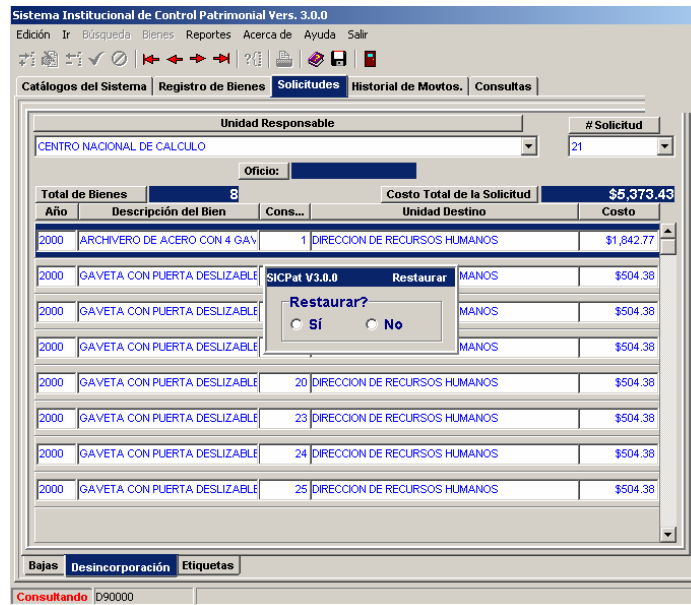 Sistema Institucional de Control Patrimonial Vers. 3.0.0
Edición Ir Búsqueda Bienes Reportes Acerca de Ayuda Salir
Catálogos del Sistema Registro de Bienes Solicitudes Historial de Movtos. Consultas
Unidad Responsable # Solicitud
CENTRO NACIONAL DE CALCULO 21
Oficio:
Total de Bienes 8 Costo Total de la Solicitud $5,373.43
Año Descripción del Bien Cons... Unidad Destino Costo
2000 ARCHIVERO DE ACERO CON 4 GAV 1 DIRECCION DE RECURSOS HUMANOS $1,842.77
2000 GAVETA CON PUERTA DESLIZABLE MANOS $504.38
SICPat V3.0.0 Restaurar
Restaurar?
Sí No
2000 GAVETA CON PUERTA DESLIZABLE MANOS $504.38
2000 GAVETA CON PUERTA DESLIZABLE MANOS $504.38
2000 GAVETA CON PUERTA DESLIZABLE 20 DIRECCION DE RECURSOS HUMANOS $504.38
2000 GAVETA CON PUERTA DESLIZABLE 23 DIRECCION DE RECURSOS HUMANOS $504.38
2000 GAVETA CON PUERTA DESLIZABLE 24 DIRECCION DE RECURSOS HUMANOS $504.38
2000 GAVETA CON PUERTA DESLIZABLE 25 DIRECCION DE RECURSOS HUMANOS $504.38
Bajas Desincorporación Etiquetas
Consultando D90000